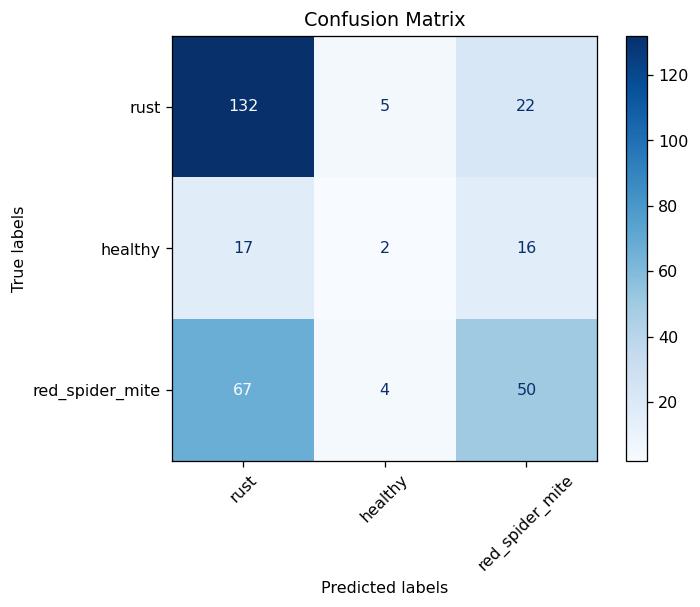 Confusion Matrix
True labels
rust
132
5
22
healthy
17
2
16
red_spider_mite
67
4
50
rust
healthy
red_spider_mite
Predicted labels
120
100
80
60
40
20